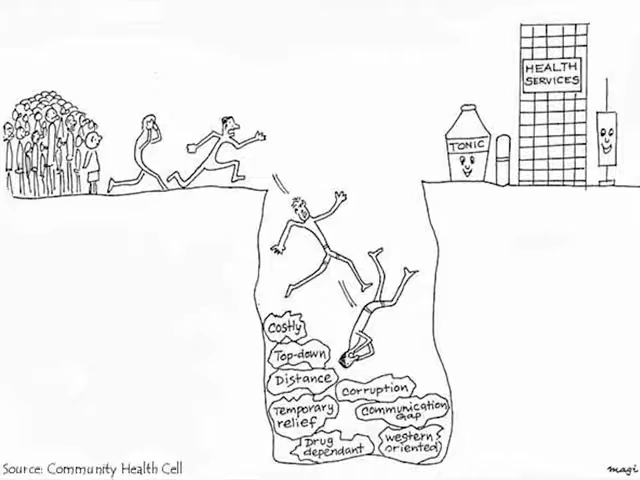 HEALTH
SERVICES
TONIC
Costly
Top-down
Distance
Corruption
Temporary
relief
Communication
Gap
Drug
dependant
western
oriented
Source: Community Health Cell
magi